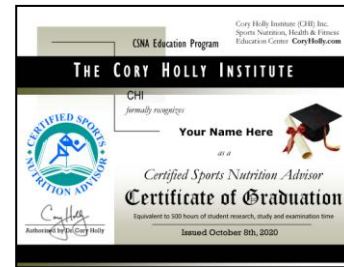 Cory Holly Institute (CHI) Inc.
Sports Nutrition, Health & Fitness
Education Center CoryHolly.com
CSNA Education Program
THE CORY HOLLY INSTITUTE
CHI
formally recognizes
CERTIFIED SPORTS
NUTRITION ADVISOR
Your Name Here
as a
Certified Sports Nutrition Advisor
Certificate of Graduation
Equivalent to 500 hours of student research, study and examination time
Authorized by Dr. Cory Holly
Issued October 8th, 2020